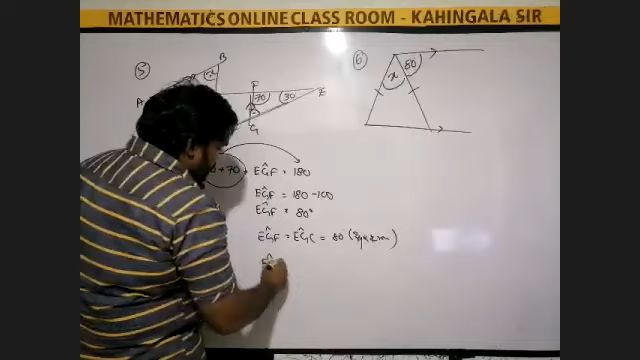 MATHEMATICS ONLINE CLASS ROOM - KAHINGALA SIR
5
B
x
A
F
E
70
30
G
6
80
x
+ 70 + EĜF = 180
EĜF = 180 - 100
EĜF = 80°
EĜF = EĜC = 80°